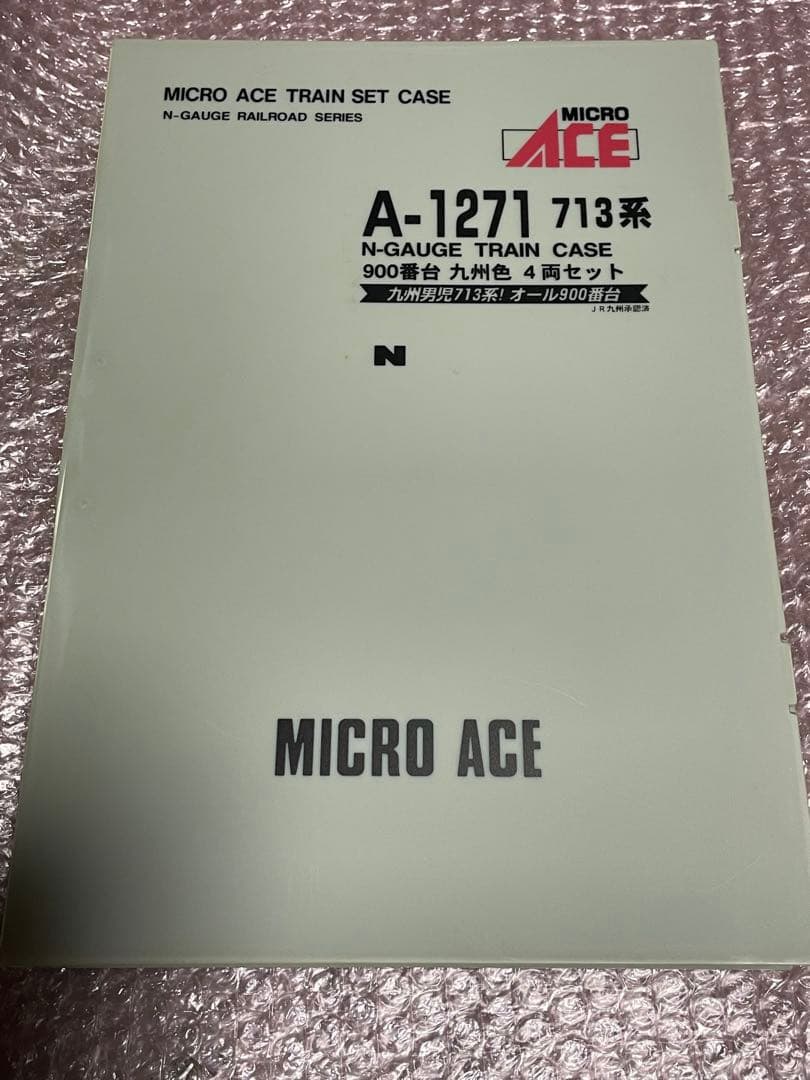 MICRO ACE TRAIN SET CASE
N-GAUGE RAILROAD SERIES
MICRO
ACE
A-1271 713系
N-GAUGE TRAIN CASE
900番台 九州色 4両セット
九州男児713系! オール900番台
JR九州承認済
N
MICRO ACE